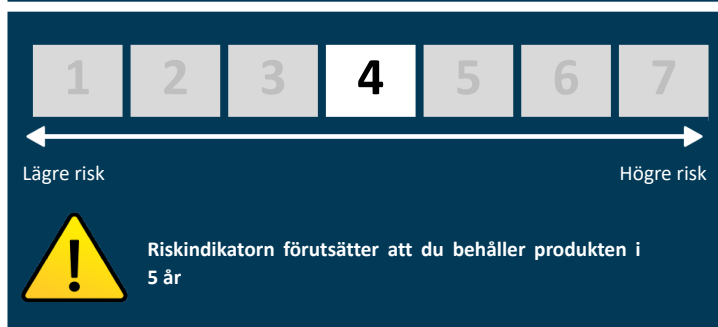 1 2 3 4 5 6 7
Lägre risk Högre risk
Riskindikatorn förutsätter att du behåller produkten i
5 år